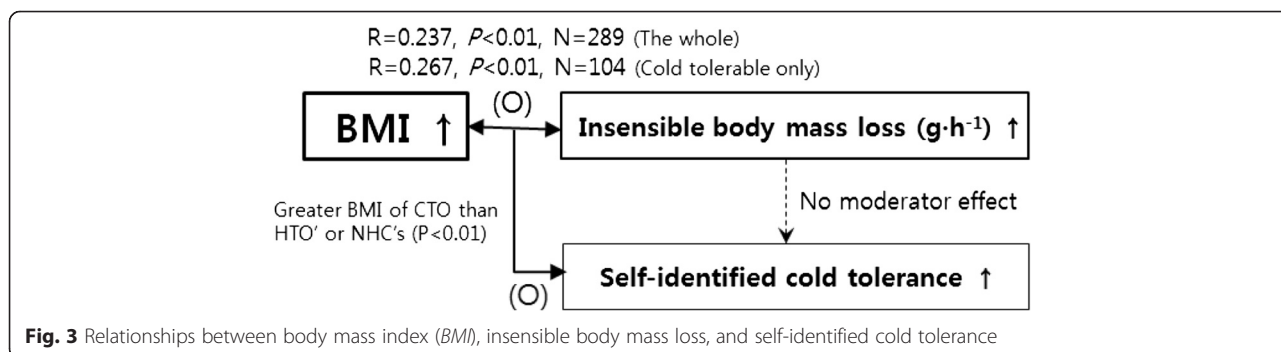 R=0.237, P<0.01, N=289 (The whole)
R=0.267, P<0.01, N=104 (Cold tolerable only)
(O)
BMI ↑
Insensible body mass loss (g·h⁻¹) ↑
Greater BMI of CTO than
HTO' or NHC's (P<0.01)
No moderator effect
(O)
Self-identified cold tolerance ↑
Fig. 3 Relationships between body mass index (BMI), insensible body mass loss, and self-identified cold tolerance